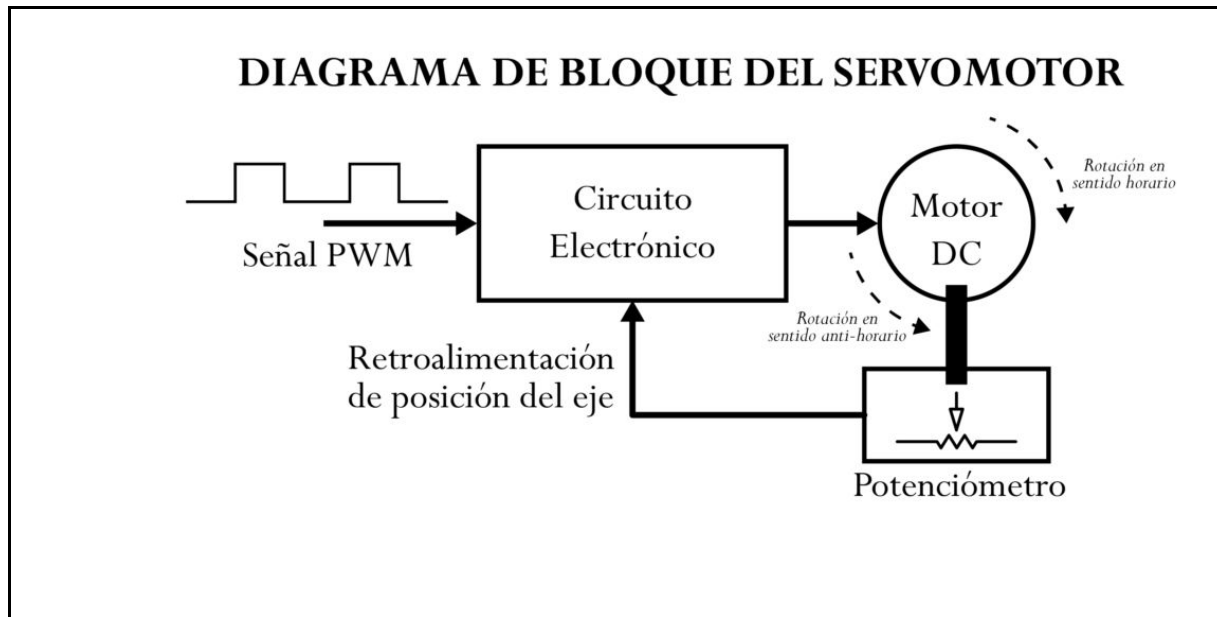 DIAGRAMA DE BLOQUE DEL SERVOMOTOR
Señal PWM
Circuito
Electrónico
Motor
DC
Rotación en
sentido horario
Rotación en
sentido anti-horario
Retroalimentación
de posición del eje
Potenciómetro